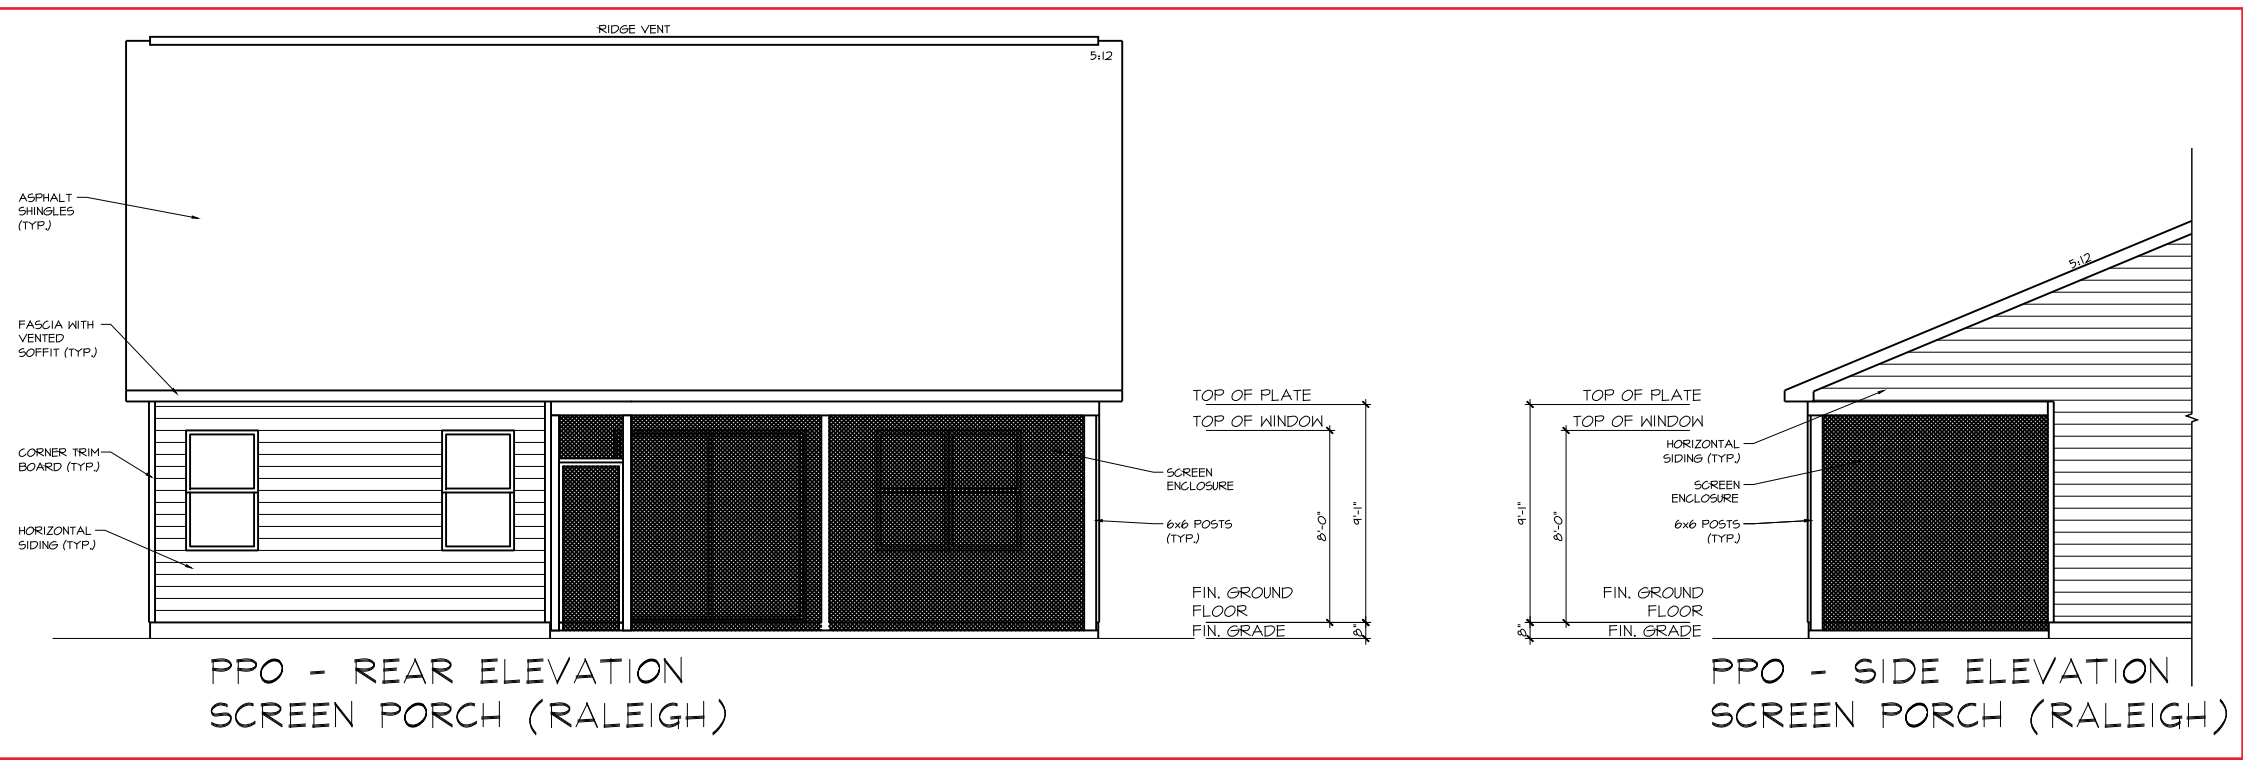 RIDGE VENT
5:12
ASPHALT
SHINGLES
(TYP.)
FASCIA WITH
VENTED
SOFFIT (TYP.)
CORNER TRIM
BOARD (TYP.)
HORIZONTAL
SIDING (TYP.)
TOP OF PLATE
TOP OF WINDOW
SCREEN
ENCLOSURE
6x6 POSTS
(TYP.)
8'-0"
9'-1"
FIN. GROUND
FLOOR
FIN. GRADE
8"
PPO - REAR ELEVATION
SCREEN PORCH (RALEIGH)
5:12
TOP OF PLATE
TOP OF WINDOW
HORIZONTAL
SIDING (TYP.)
SCREEN
ENCLOSURE
6x6 POSTS
(TYP.)
9'-1"
8'-0"
FIN. GROUND
FLOOR
FIN. GRADE
8"
PPO - SIDE ELEVATION
SCREEN PORCH (RALEIGH)